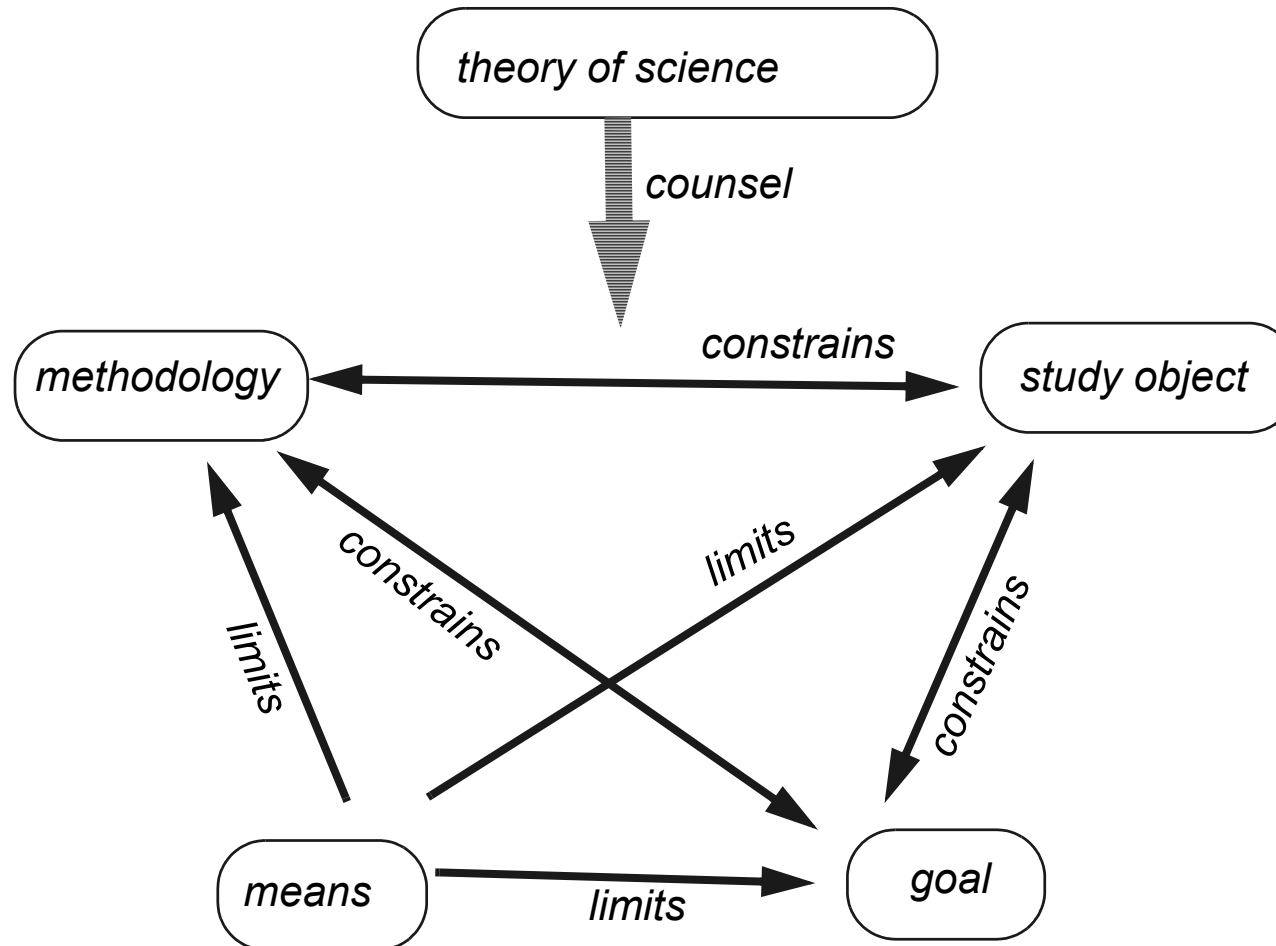 theory of science
counsel
constrains
methodology
study object
limits
constrains
limits
constrains
means
limits
goal